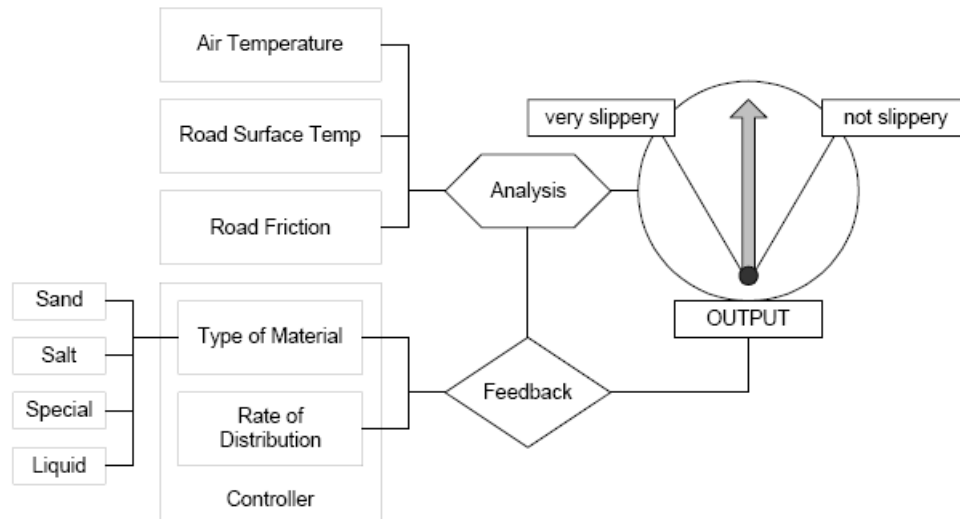 Air Temperature
Road Surface Temp
Road Friction
very slippery
not slippery
Analysis
OUTPUT
Sand
Salt
Special
Liquid
Type of Material
Rate of
Distribution
Controller
Feedback